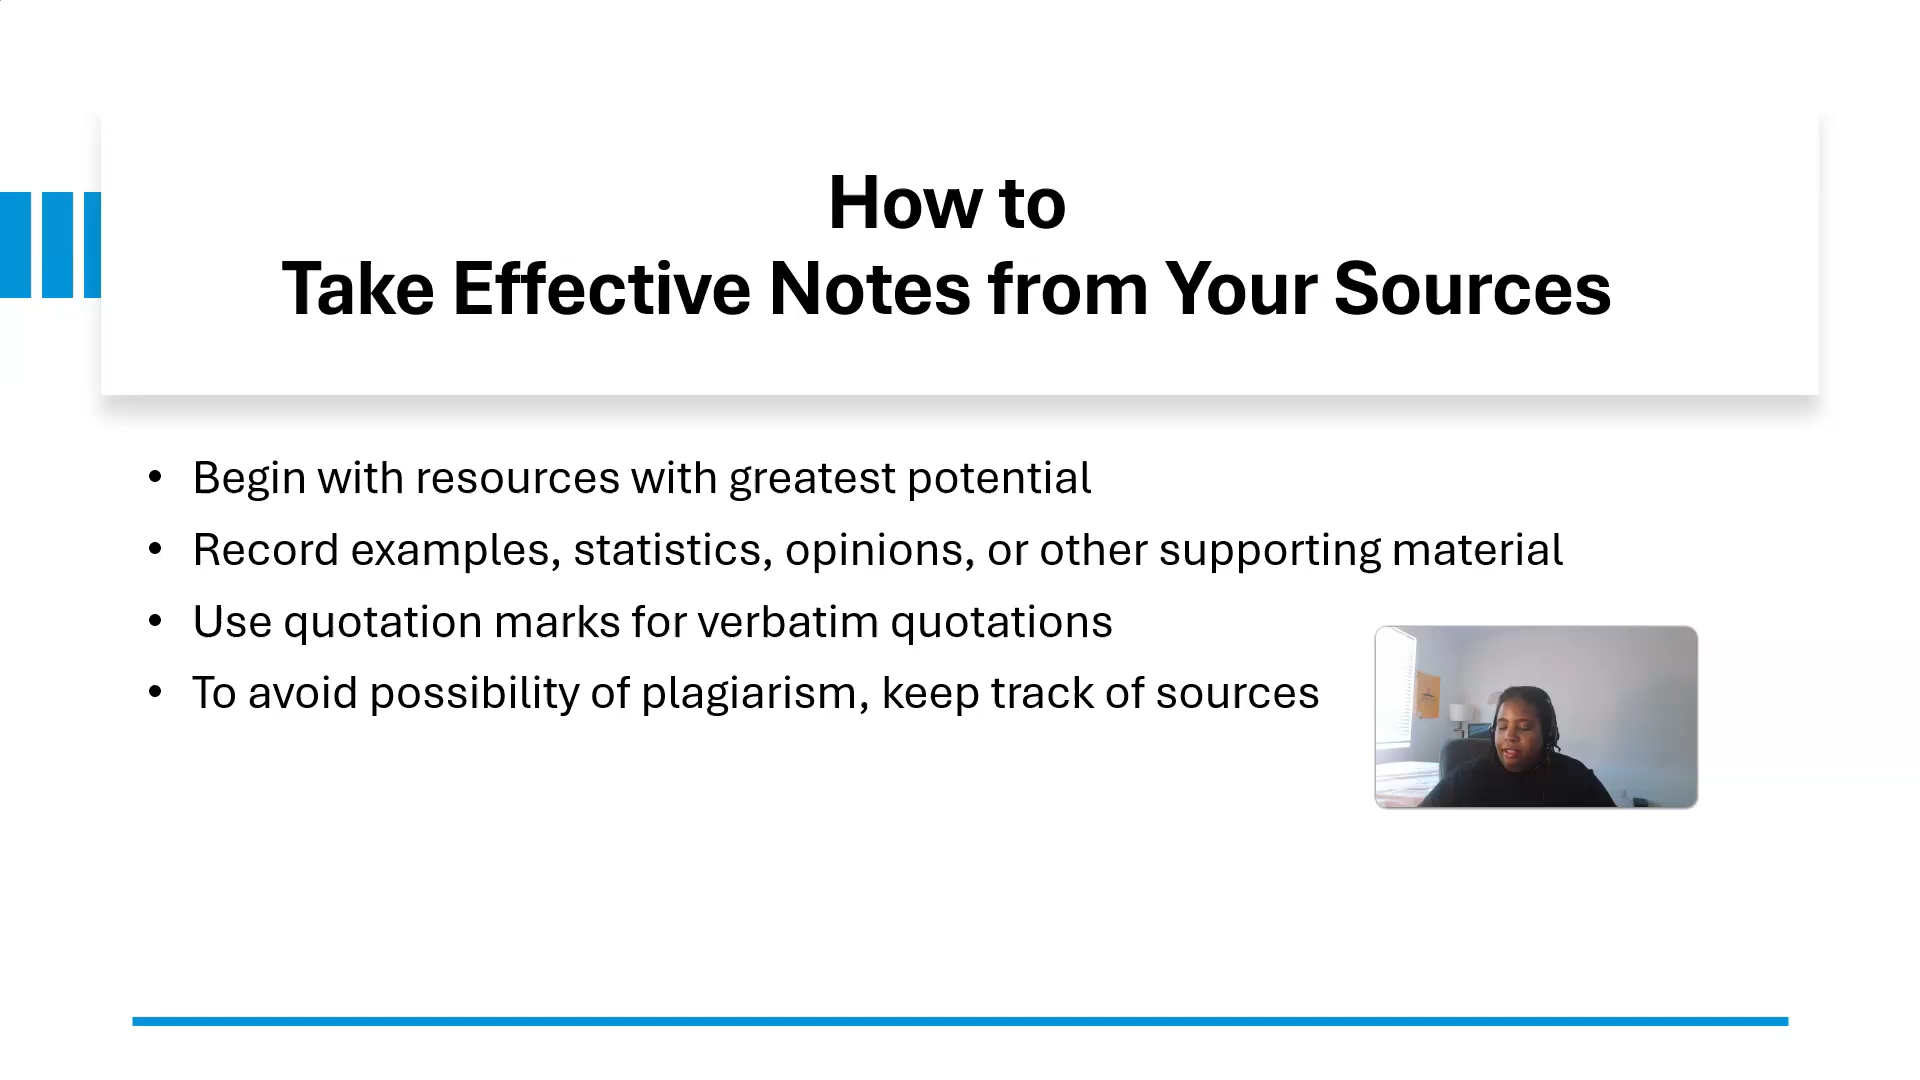 How to
Take Effective Notes from Your Sources
• Begin with resources with greatest potential
• Record examples, statistics, opinions, or other supporting material
• Use quotation marks for verbatim quotations
• To avoid possibility of plagiarism, keep track of sources